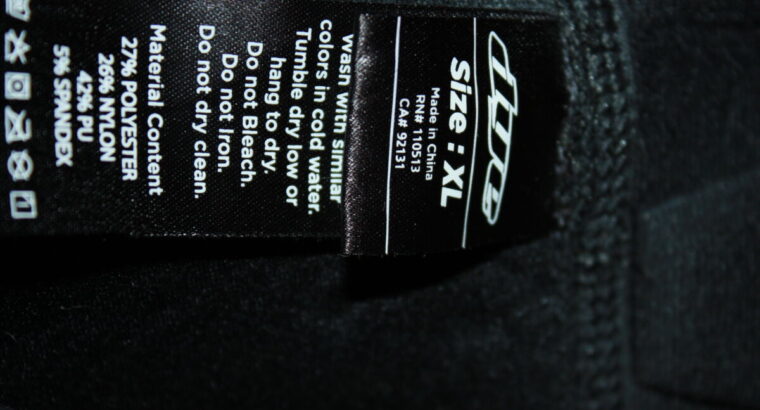 dye
Size : XL
Made in China
RN# 110513
CA# 92131
wash with similar
colors in cold water.
Tumble dry low or
hang to dry.
Do not Bleach.
Do not Iron.
Do not dry clean.
Material Content
27% POLYESTER
26% NYLON
42% PU
5% SPANDEX